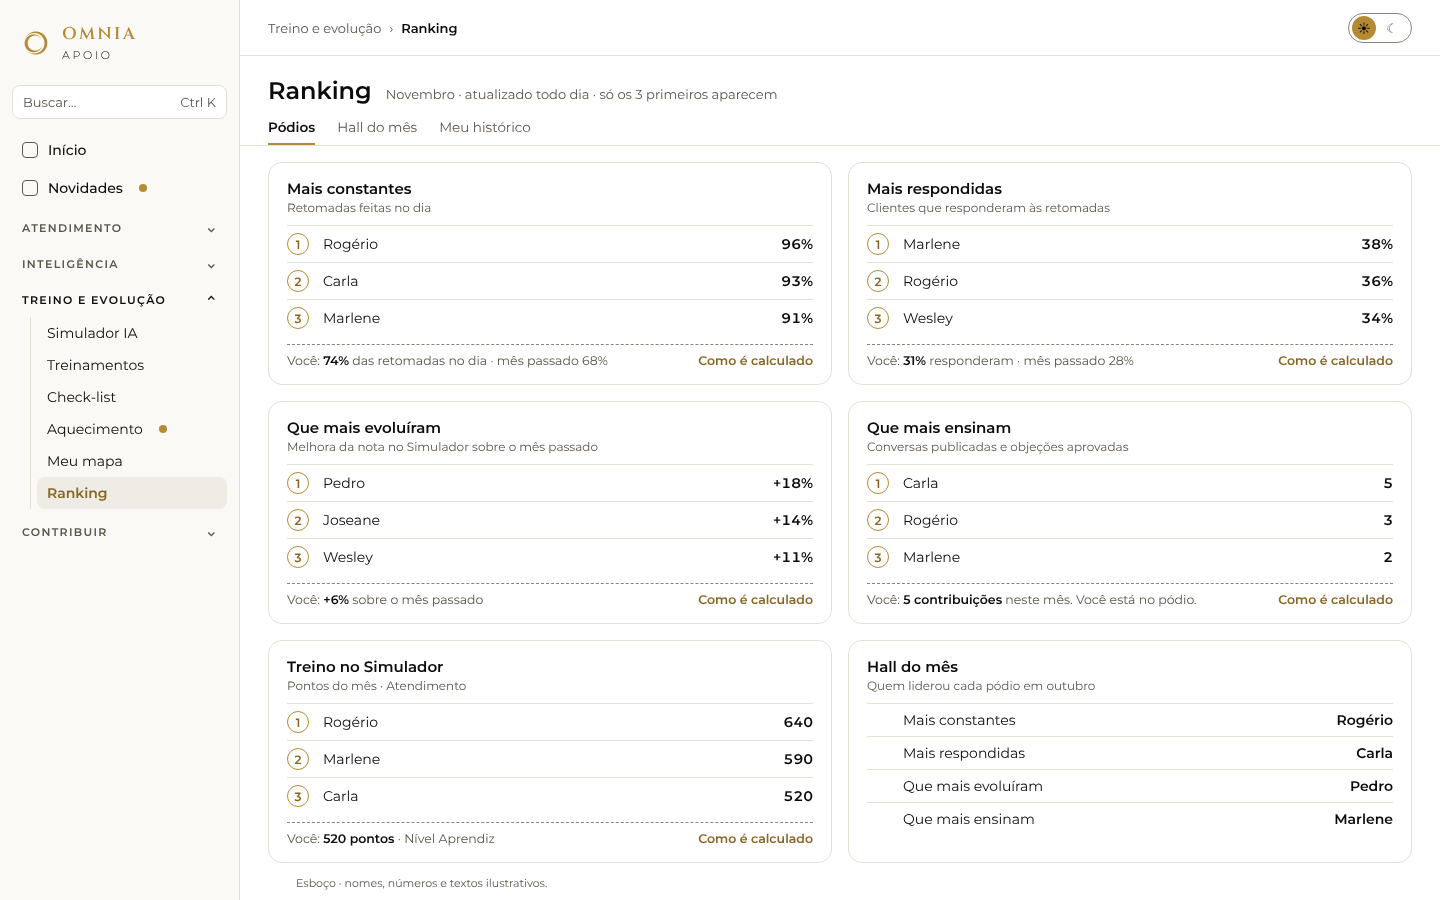 OMNIA
APOIO
Buscar... Ctrl K
Início
Novidades
ATENDIMENTO
INTELIGÊNCIA
TREINO E EVOLUÇÃO
Simulador IA
Treinamentos
Check-list
Aquecimento
Meu mapa
Ranking
CONTRIBUIR
Treino e evolução › Ranking
Ranking Novembro · atualizado todo dia · só os 3 primeiros aparecem
Pódios Hall do mês Meu histórico
Mais constantes
Retomadas feitas no dia
1 Rogério 96%
2 Carla 93%
3 Marlene 91%
Você: 74% das retomadas no dia · mês passado 68% Como é calculado
Mais respondidas
Clientes que responderam às retomadas
1 Marlene 38%
2 Rogério 36%
3 Wesley 34%
Você: 31% responderam · mês passado 28% Como é calculado
Que mais evoluíram
Melhora da nota no Simulador sobre o mês passado
1 Pedro +18%
2 Joseane +14%
3 Wesley +11%
Você: +6% sobre o mês passado Como é calculado
Que mais ensinam
Conversas publicadas e objeções aprovadas
1 Carla 5
2 Rogério 3
3 Marlene 2
Você: 5 contribuições neste mês. Você está no pódio. Como é calculado
Treino no Simulador
Pontos do mês · Atendimento
1 Rogério 640
2 Marlene 590
3 Carla 520
Você: 520 pontos · Nível Aprendiz Como é calculado
Hall do mês
Quem liderou cada pódio em outubro
Mais constantes Rogério
Mais respondidas Carla
Que mais evoluíram Pedro
Que mais ensinam Marlene
Esboço · nomes, números e textos ilustrativos.